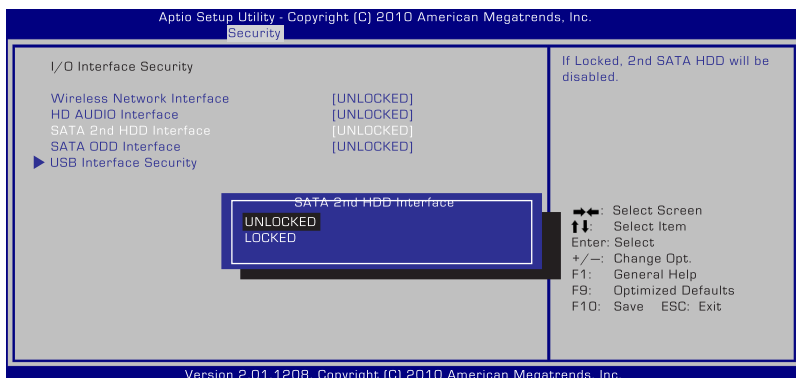 Aptio Setup Utility - Copyright (C) 2010 American Megatrends, Inc.
Security
I/O Interface Security
Wireless Network Interface [UNLOCKED]
HD AUDIO Interface [UNLOCKED]
SATA 2nd HDD Interface [UNLOCKED]
SATA ODD Interface [UNLOCKED]
USB Interface Security
SATA 2nd HDD Interface
UNLOCKED
LOCKED
If Locked, 2nd SATA HDD will be
disabled.
→←: Select Screen
↑↓: Select Item
Enter: Select
+/—: Change Opt.
F1: General Help
F9: Optimized Defaults
F10: Save ESC: Exit
Version 2.01.1208. Copyright (C) 2010 American Megatrends, Inc.